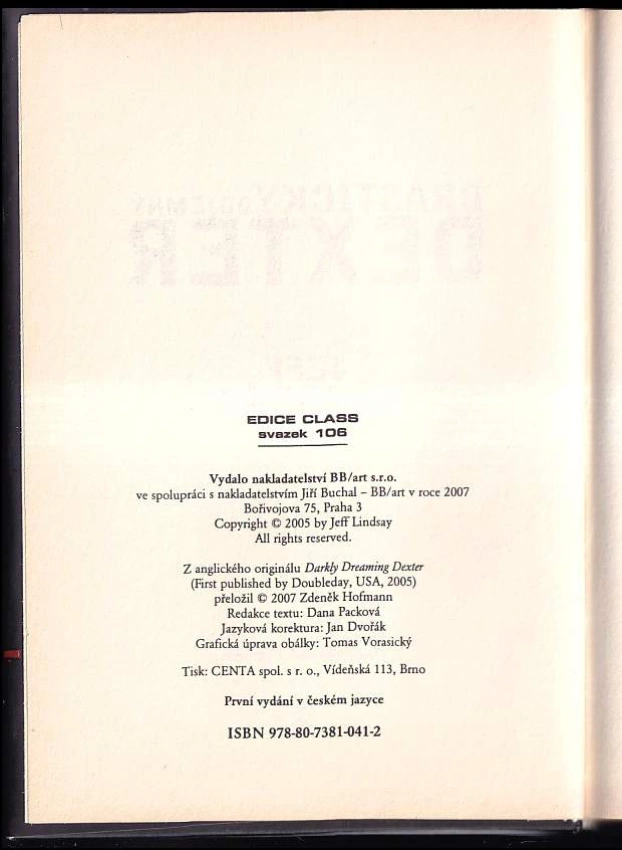 EDICE CLASS
svazek 106
Vydalo nakladatelství BB/art s.r.o.
ve spolupráci s nakladatelstvím Jiří Buchal – BB/art v roce 2007
Bořivojova 75, Praha 3
Copyright © 2005 by Jeff Lindsay
All rights reserved.
Z anglického originálu Darkly Dreaming Dexter
(First published by Doubleday, USA, 2005)
přeložil © 2007 Zdeněk Hofmann
Redakce textu: Dana Packová
Jazyková korektura: Jan Dvořák
Grafická úprava obálky: Tomas Vorasický
Tisk: CENTA spol. s r. o., Vídeňská 113, Brno
První vydání v českém jazyce
ISBN 978-80-7381-041-2